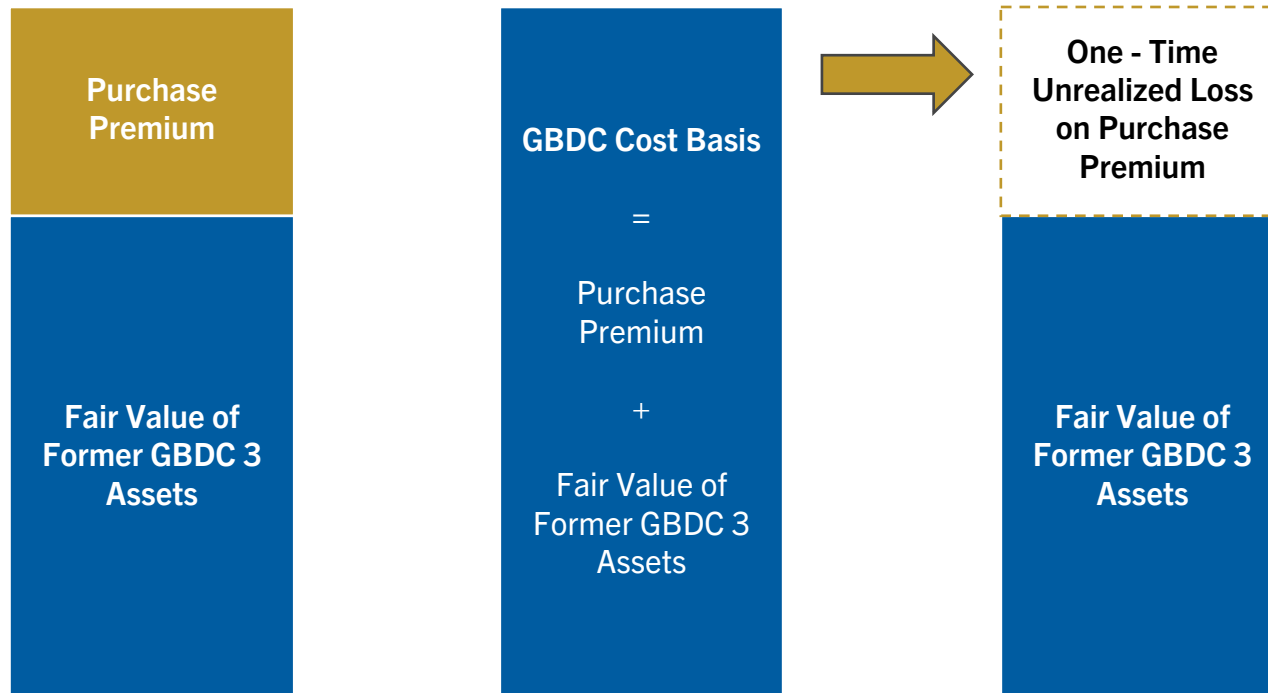 Purchase
Premium
Fair Value of
Former GBDC 3
Assets
GBDC Cost Basis
=
Purchase
Premium
+
Fair Value of
Former GBDC 3
Assets
One - Time
Unrealized Loss
on Purchase
Premium
Fair Value of
Former GBDC 3
Assets